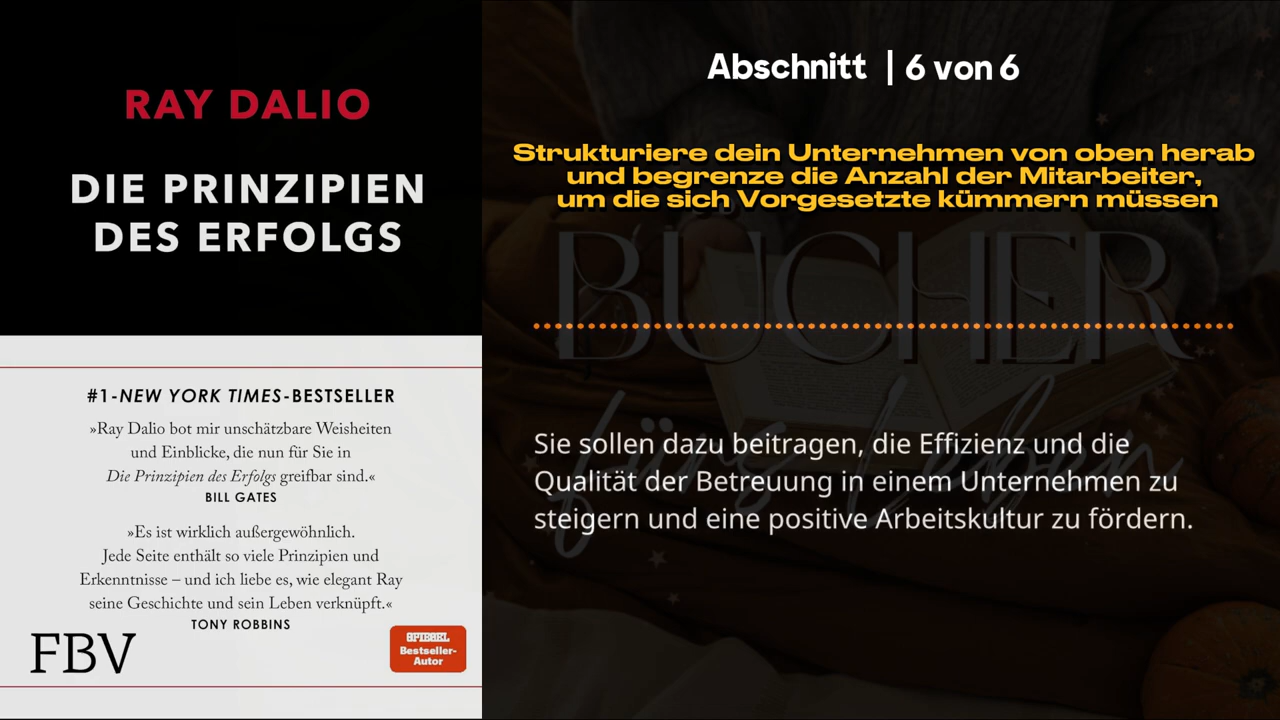 RAY DALIO
DIE PRINZIPIEN
DES ERFOLGS
#1-NEW YORK TIMES-BESTSELLER
»Ray Dalio bot mir unschätzbare Weisheiten
und Einblicke, die nun für Sie in
Die Prinzipien des Erfolgs greifbar sind.«
BILL GATES
»Es ist wirklich außergewöhnlich.
Jede Seite enthält so viele Prinzipien und
Erkenntnisse – und ich liebe es, wie elegant Ray
seine Geschichte und sein Leben verknüpft.«
TONY ROBBINS
FBV
SPIEGEL
Bestseller-
Autor
Abschnitt | 6 von 6
Strukturiere dein Unternehmen von oben herab
und begrenze die Anzahl der Mitarbeiter,
um die sich Vorgesetzte kümmern müssen
BÜCHER
fürs Leben
Sie sollen dazu beitragen, die Effizienz und die
Qualität der Betreuung in einem Unternehmen zu
steigern und eine positive Arbeitskultur zu fördern.